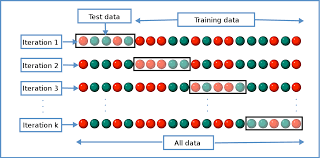 Test data
Training data
Iteration 1
Iteration 2
Iteration 3
Iteration k
All data